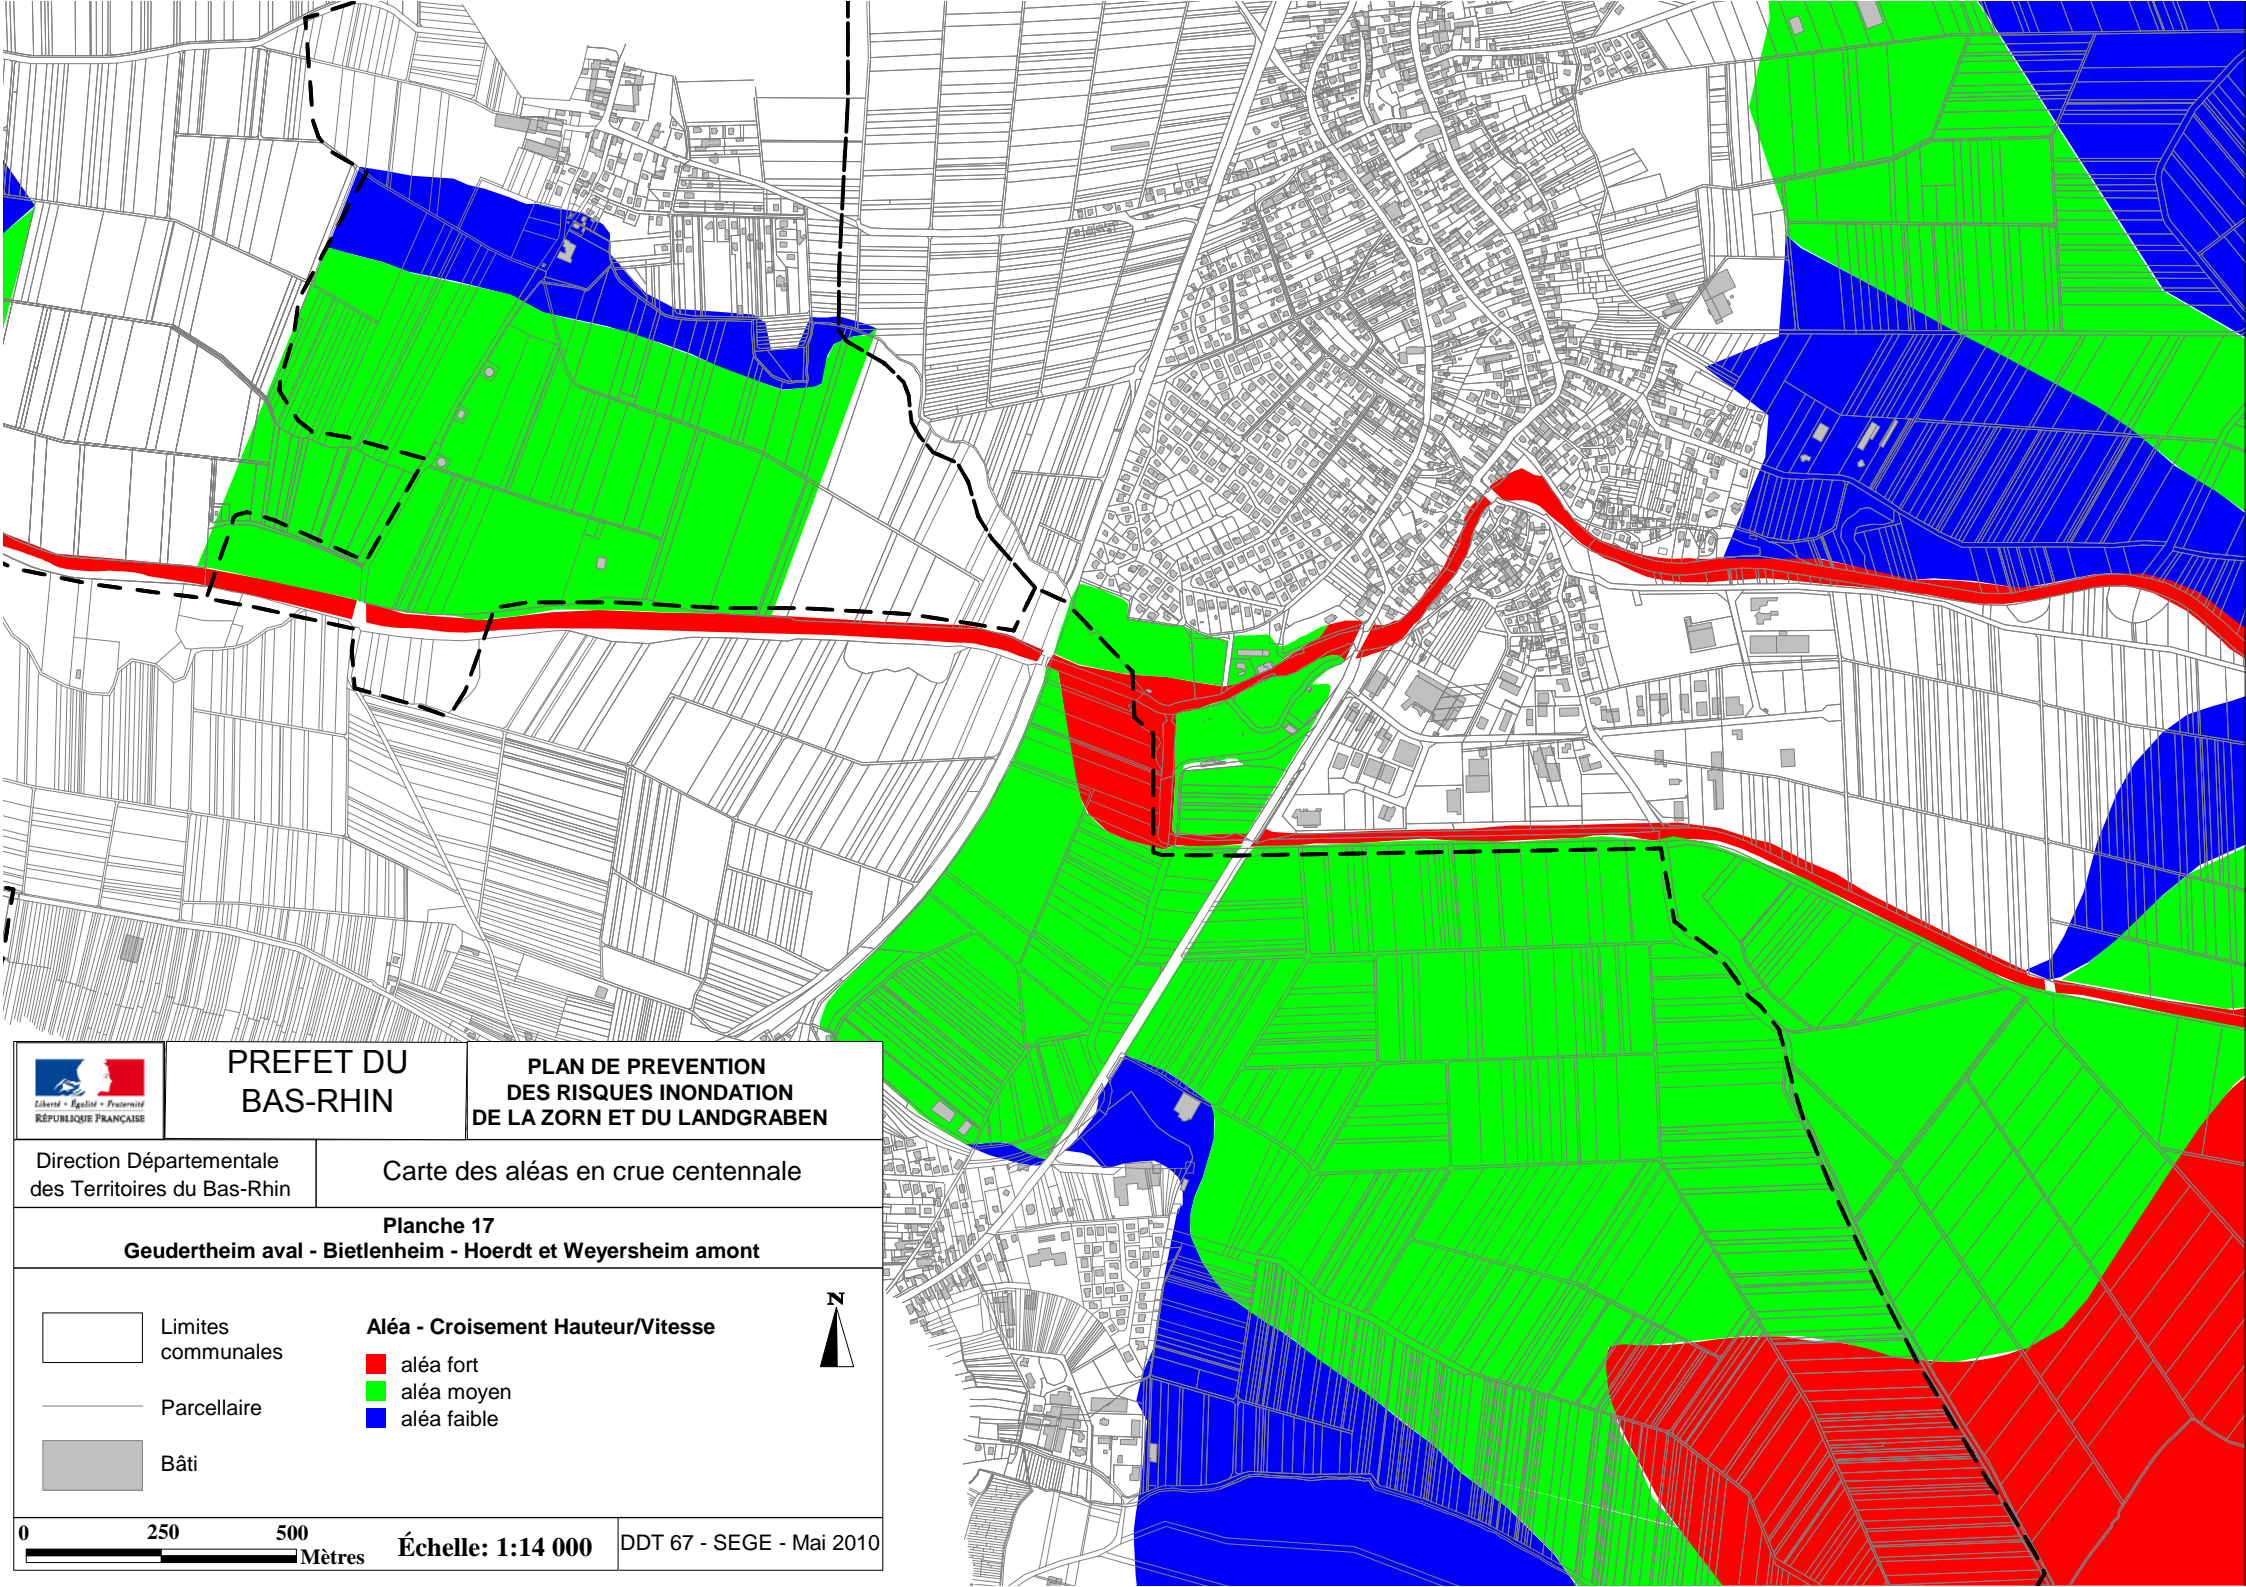 Liberté • Égalité • Fraternité
RÉPUBLIQUE FRANÇAISE
PREFET DU
BAS-RHIN
PLAN DE PREVENTION
DES RISQUES INONDATION
DE LA ZORN ET DU LANDGRABEN
Direction Départementale
des Territoires du Bas-Rhin
Carte des aléas en crue centennale
Planche 17
Geudertheim aval - Bietlenheim - Hoerdt et Weyersheim amont
Limites
communales
Parcellaire
Bâti
Aléa - Croisement Hauteur/Vitesse
aléa fort
aléa moyen
aléa faible
N
0 250 500
Mètres
Échelle: 1:14 000
DDT 67 - SEGE - Mai 2010